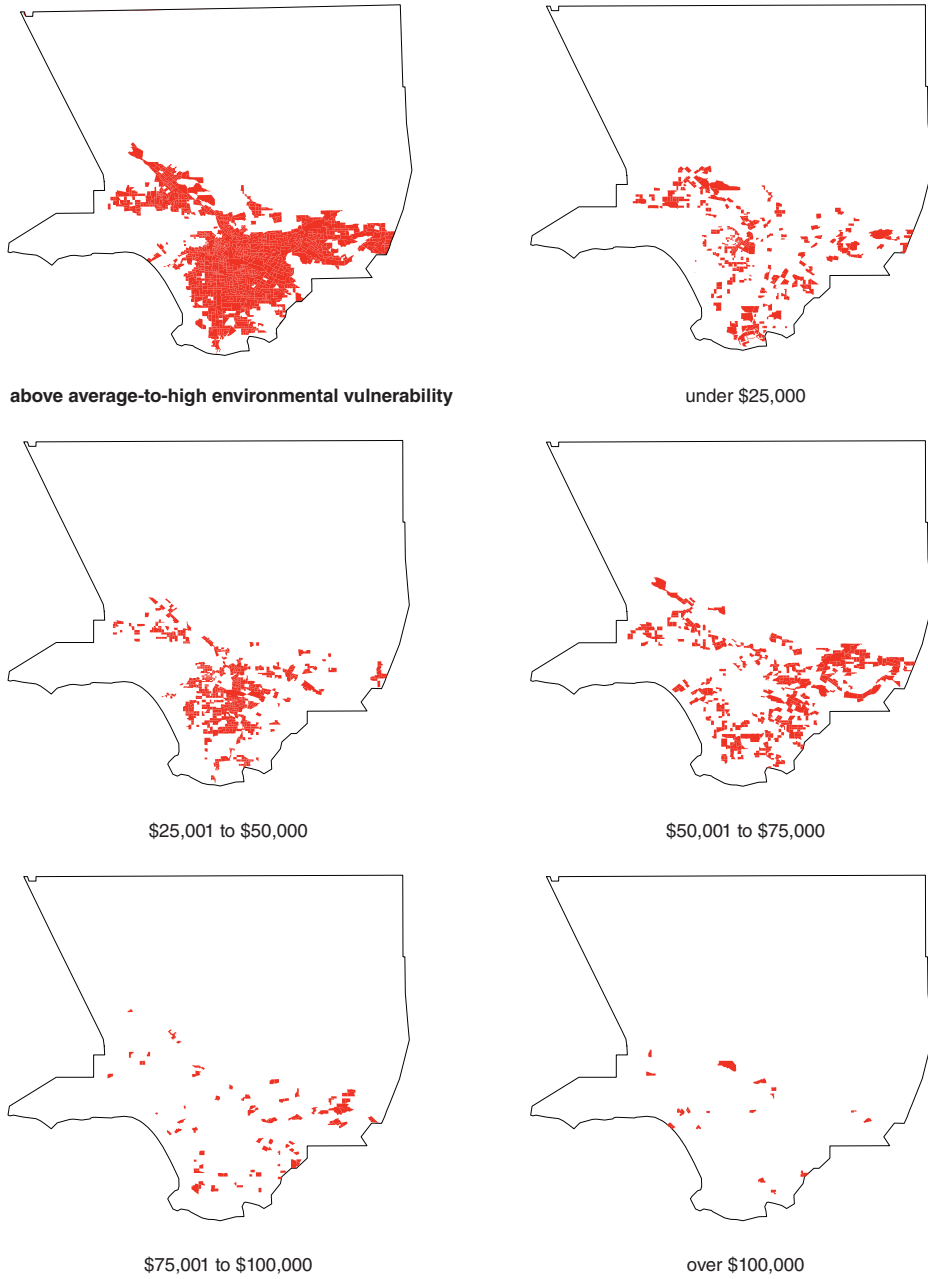 above average-to-high environmental vulnerability
under $25,000
$25,001 to $50,000
$50,001 to $75,000
$75,001 to $100,000
over $100,000